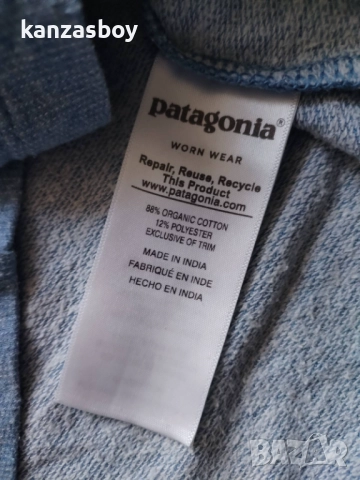 kanzasboy
patagonia®
WORN WEAR
Repair, Reuse, Recycle
This Product
www.patagonia.com
88% ORGANIC COTTON
12% POLYESTER
EXCLUSIVE OF TRIM
MADE IN INDIA
FABRIQUÉ EN INDE
HECHO EN INDIA
BAZAR